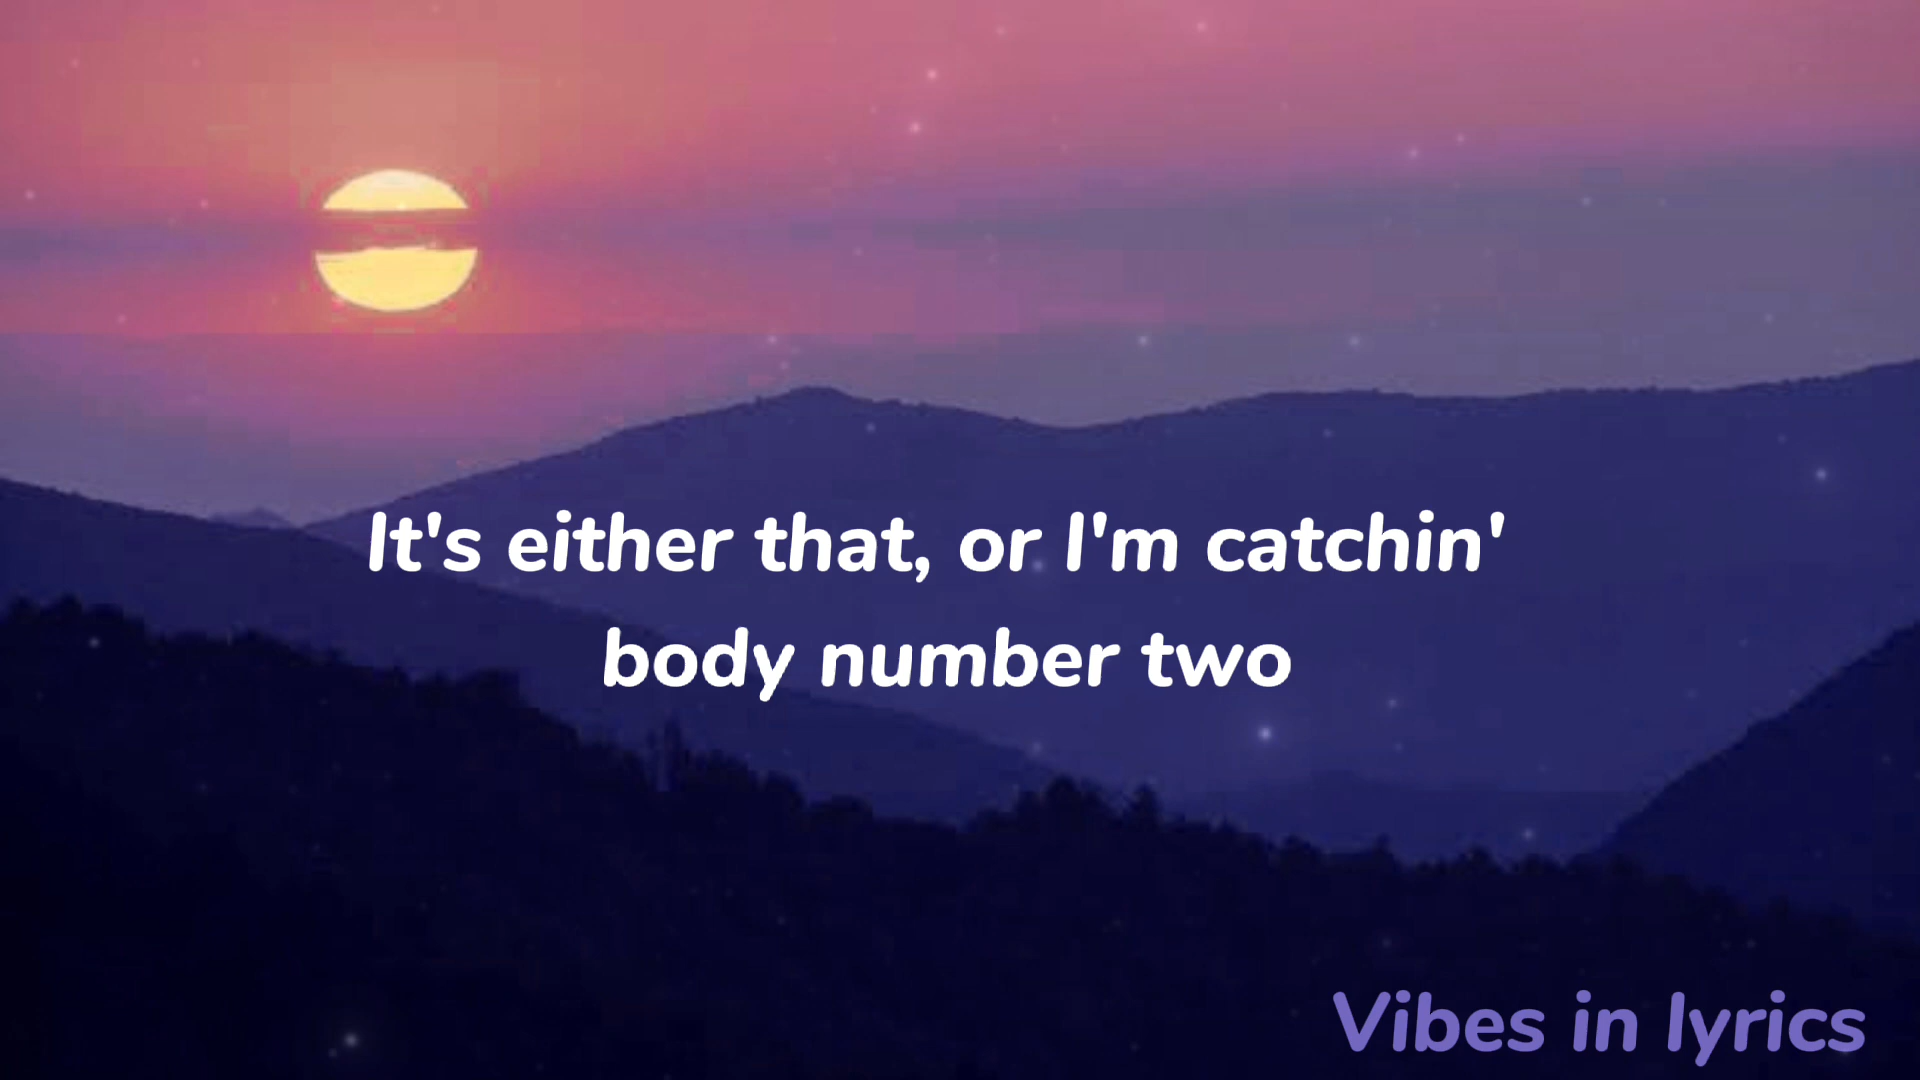 It's either that, or I'm catchin'
body number two
Vibes in lyrics